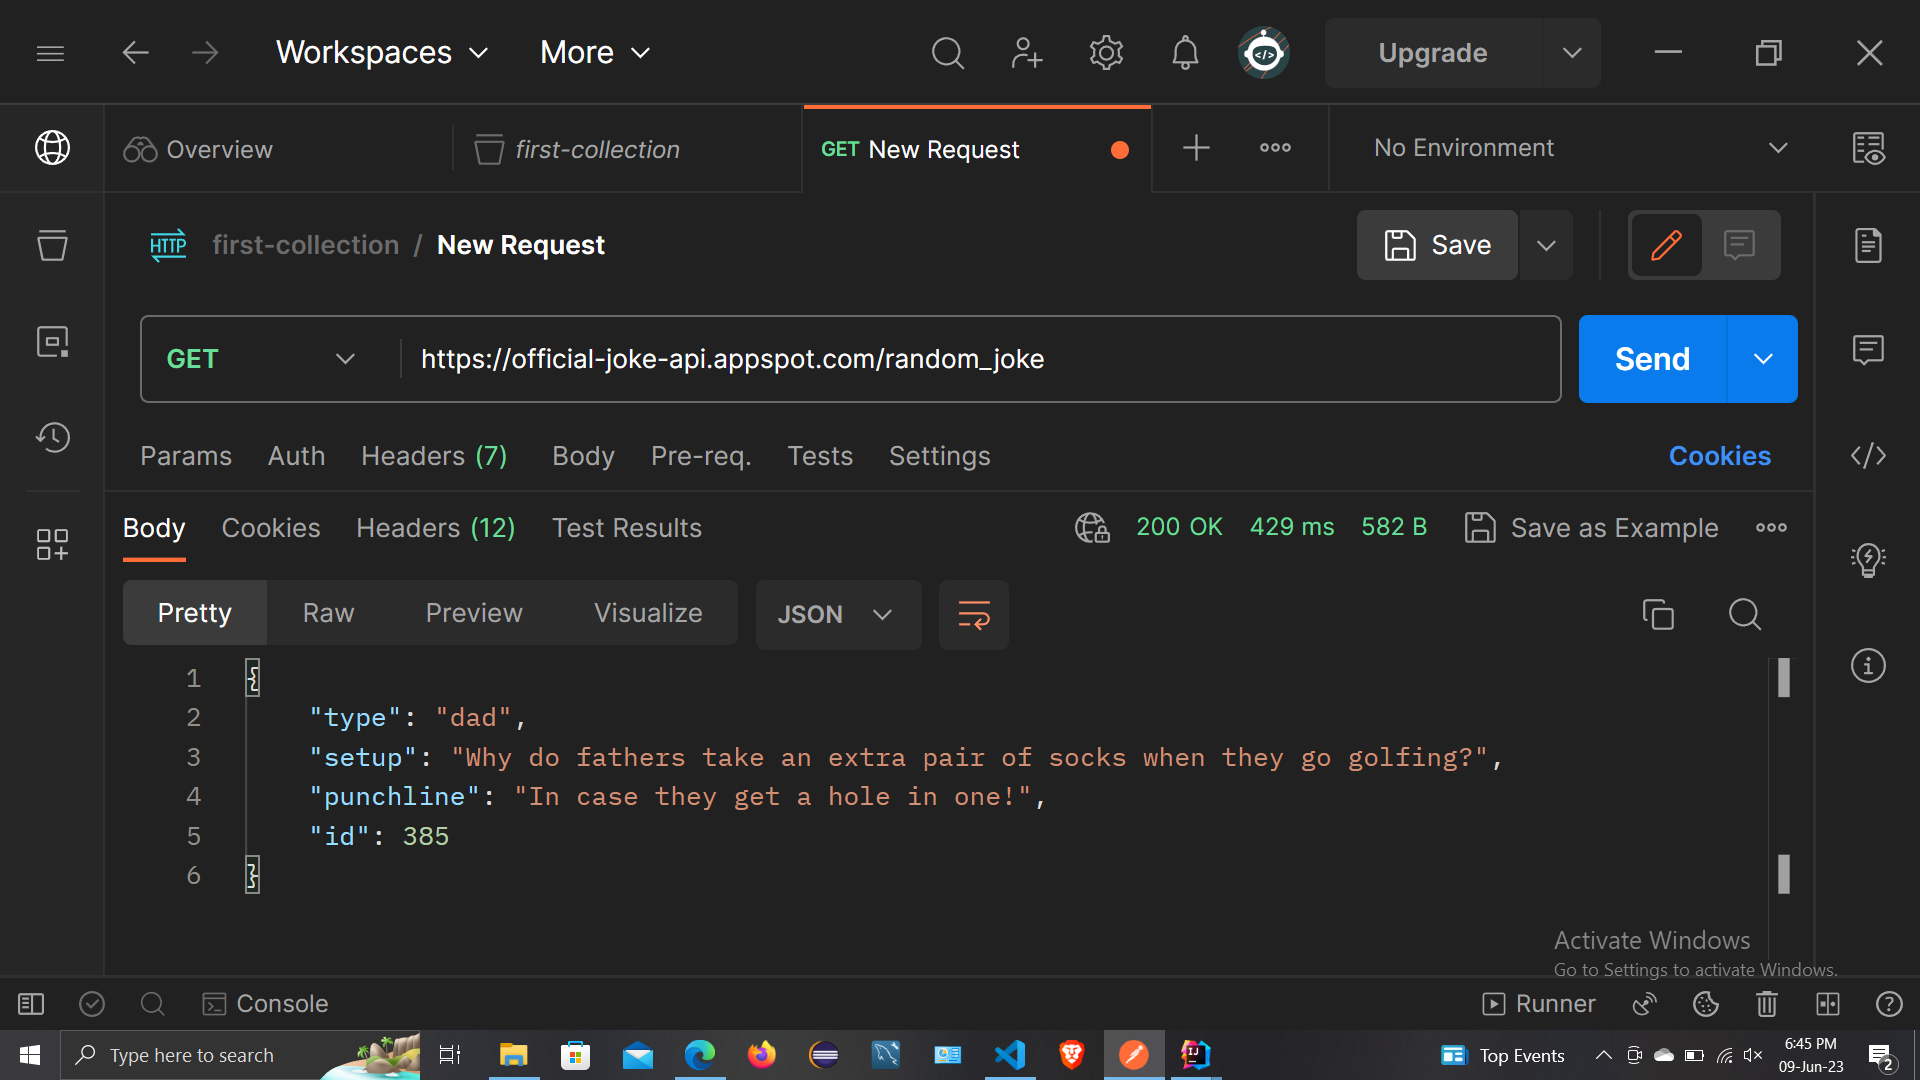 Workspaces More Upgrade
Overview first-collection GET New Request No Environment
HTTP first-collection / New Request Save
GET https://official-joke-api.appspot.com/random_joke Send
Params Auth Headers (7) Body Pre-req. Tests Settings Cookies
Body Cookies Headers (12) Test Results 200 OK 429 ms 582 B Save as Example
Pretty Raw Preview Visualize JSON
1 {
2 "type": "dad",
3 "setup": "Why do fathers take an extra pair of socks when they go golfing?",
4 "punchline": "In case they get a hole in one!",
5 "id": 385
6 }
Activate Windows
Go to Settings to activate Windows.
Console Runner
Type here to search Top Events 6:45 PM
09-Jun-23 2